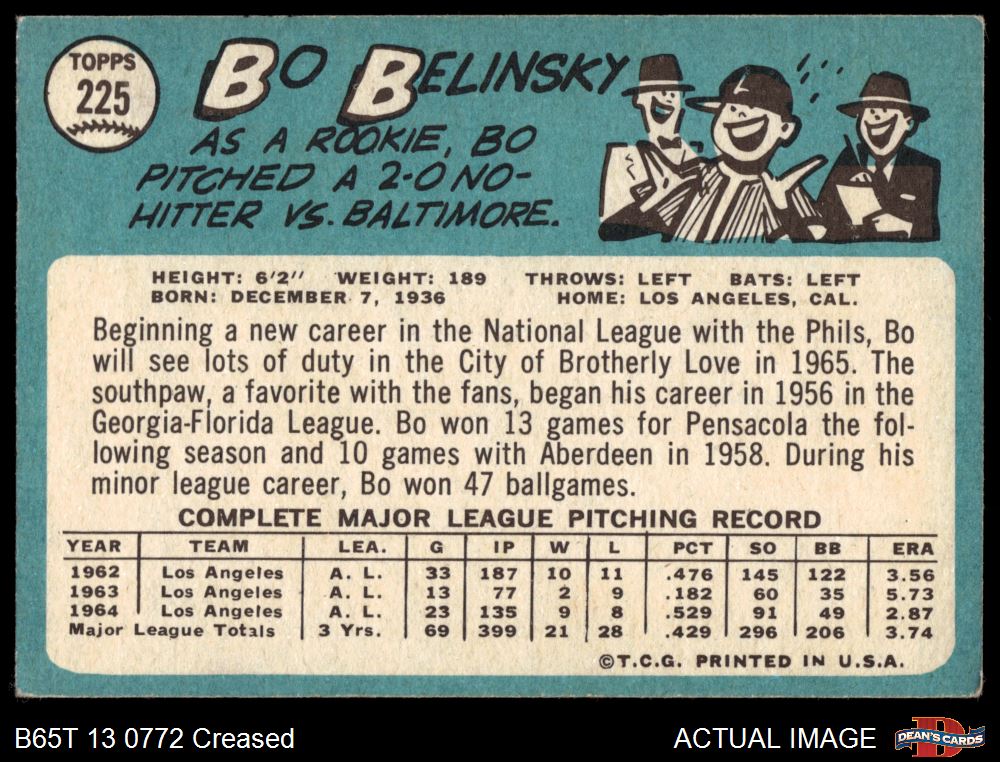 TOPPS
225
BO BELINSKY
AS A ROOKIE, BO
PITCHED A 2-0 NO-
HITTER VS. BALTIMORE.
HEIGHT: 6'2" WEIGHT: 189 THROWS: LEFT BATS: LEFT
BORN: DECEMBER 7, 1936 HOME: LOS ANGELES, CAL.
Beginning a new career in the National League with the Phils, Bo
will see lots of duty in the City of Brotherly Love in 1965. The
southpaw, a favorite with the fans, began his career in 1956 in the
Georgia-Florida League. Bo won 13 games for Pensacola the fol-
lowing season and 10 games with Aberdeen in 1958. During his
minor league career, Bo won 47 ballgames.
COMPLETE MAJOR LEAGUE PITCHING RECORD
YEAR TEAM LEA. G IP W L PCT SO BB ERA
1962 Los Angeles A. L. 33 187 10 11 .476 145 122 3.56
1963 Los Angeles A. L. 13 77 2 9 .182 60 35 5.73
1964 Los Angeles A. L. 23 135 9 8 .529 91 49 2.87
Major League Totals 3 Yrs. 69 399 21 28 .429 296 206 3.74
©T.C.G. PRINTED IN U.S.A.
B65T 13 0772 Creased ACTUAL IMAGE
D
DEAN'S CARDS